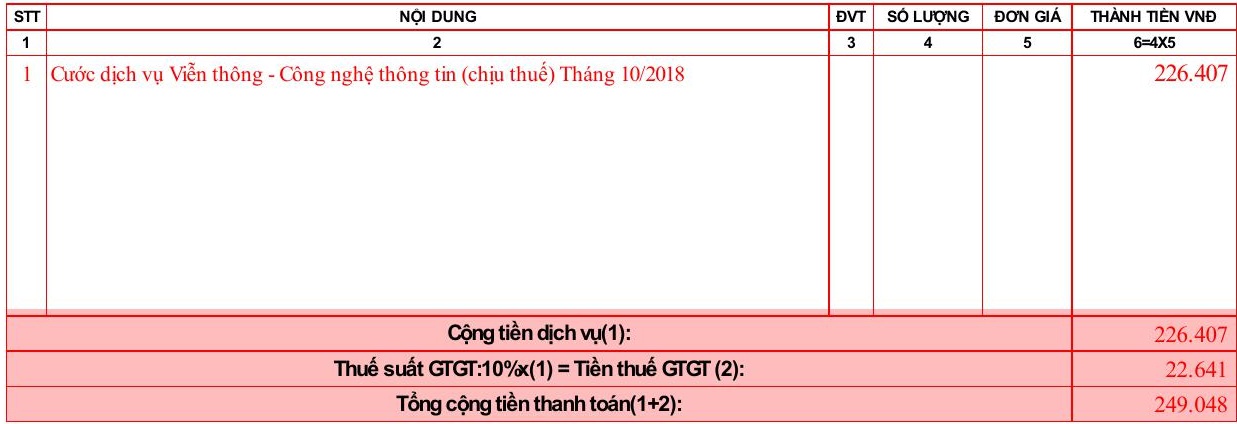 STT NỘI DUNG ĐVT SỐ LƯỢNG ĐƠN GIÁ THÀNH TIỀN VNĐ
1 2 3 4 5 6=4X5
1 Cước dịch vụ Viễn thông - Công nghệ thông tin (chịu thuế) Tháng 10/2018 226.407
Cộng tiền dịch vụ(1): 226.407
Thuế suất GTGT:10%x(1) = Tiền thuế GTGT (2): 22.641
Tổng cộng tiền thanh toán(1+2): 249.048